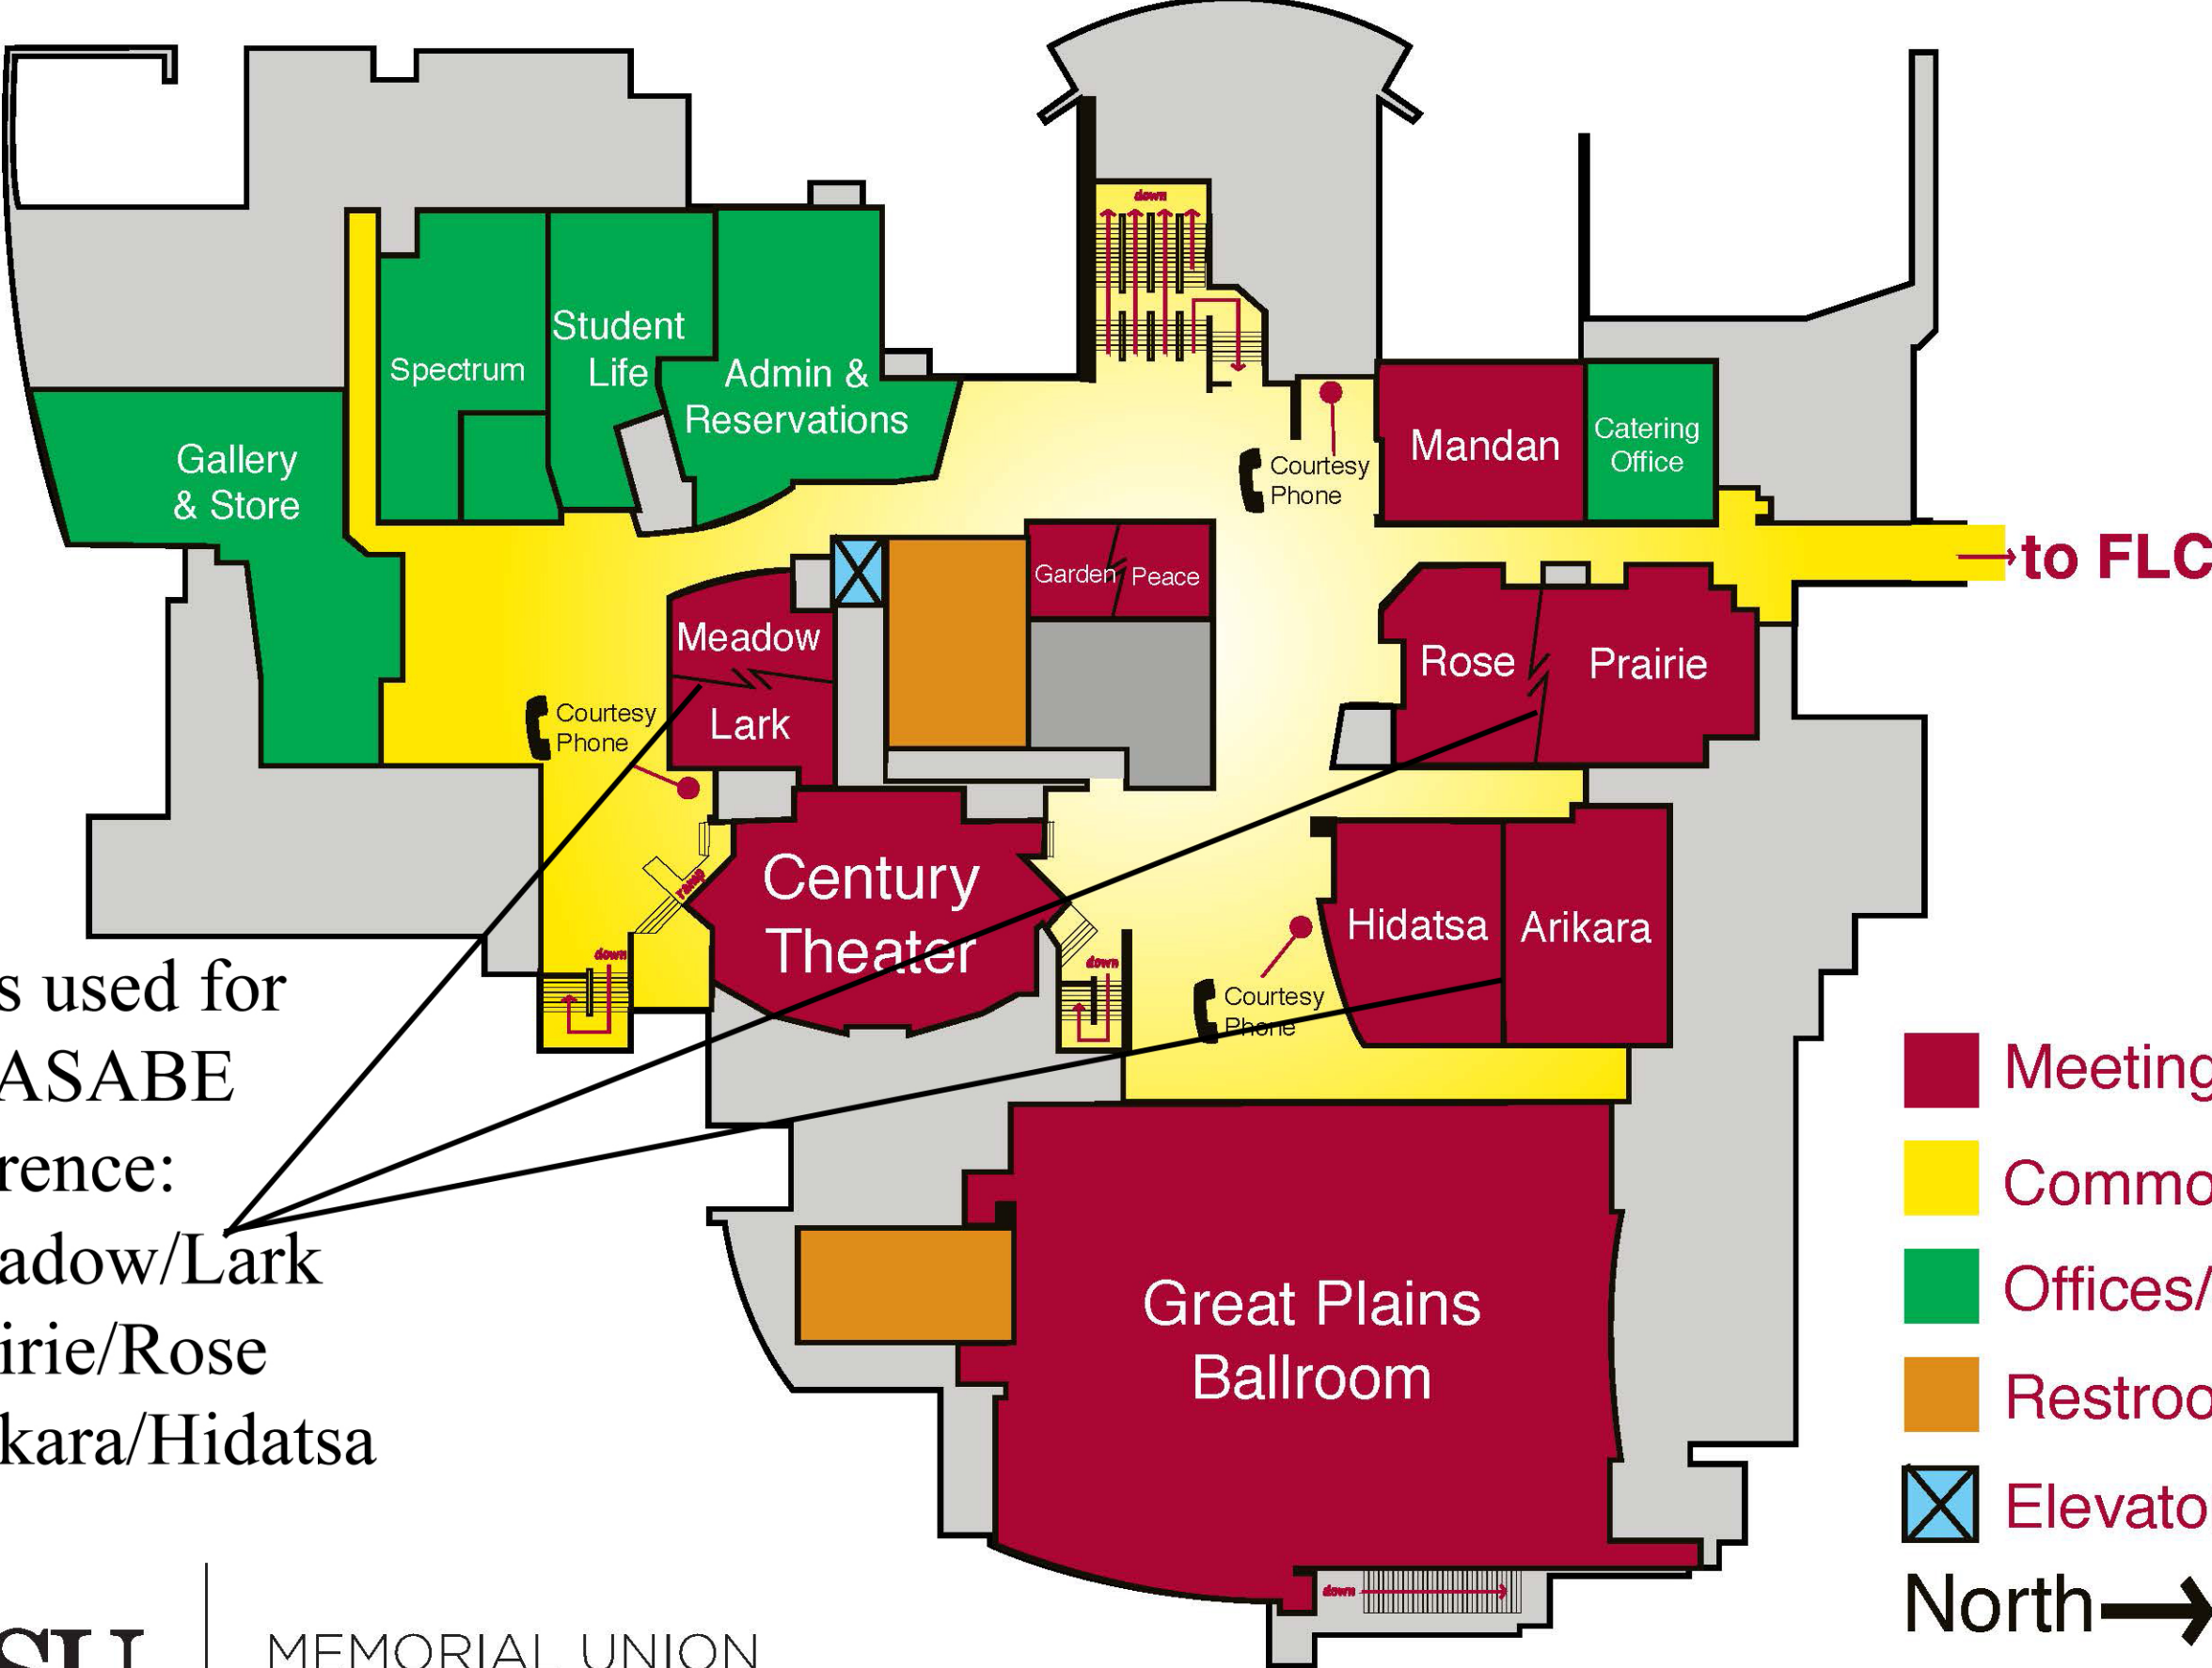 down
Student
Life
Spectrum
Admin &
Reservations
Gallery
& Store
Courtesy
Phone
Mandan
Catering
Office
to FLC
Garden
Peace
Meadow
Lark
Rose
Prairie
Courtesy
Phone
Century
Theater
ramp
Hidatsa
Arikara
down
down
Courtesy
Phone
s used for
ASABE
rence:
adow/Lark
irie/Rose
kara/Hidatsa
Great Plains
Ballroom
down
Meeting
Commo
Offices/
Restroo
Elevato
North
SU
MEMORIAL UNION